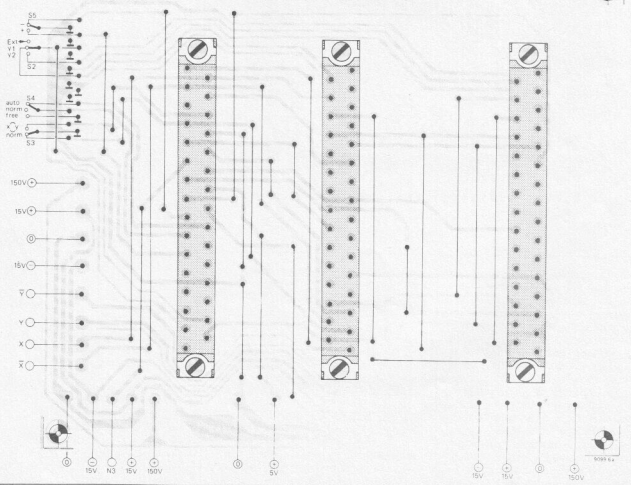 S5
−
+
Ext
Y1
Y2
S2
S4
auto
norm
free
x y
norm
S3
150V +
15V +
0
15V −
Y̅
Y
X
X̅
0
−
15V
N3
+
15V
+
150V
0
+
5V
−
15V
+
15V
0
+
150V